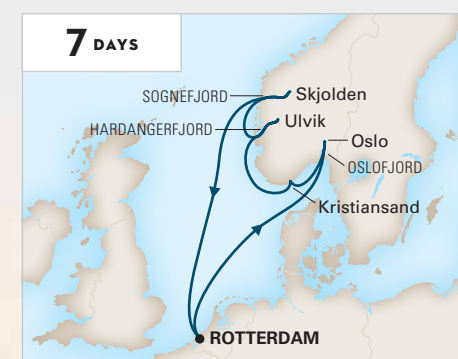 7 DAYS
SOGNEFJORD
Skjolden
HARDANGERFJORD
Ulvik
Oslo
OSLOFJORD
Kristiansand
ROTTERDAM